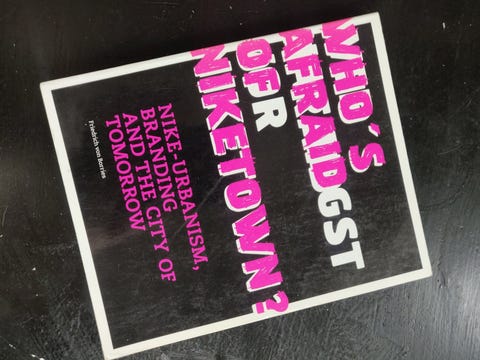 WHO'S
AFRAIDGST
OFR
NIKETOWN?
NIKE-URBANISM,
BRANDING
AND THE CITY OF
TOMORROW
Friedrich von Borries